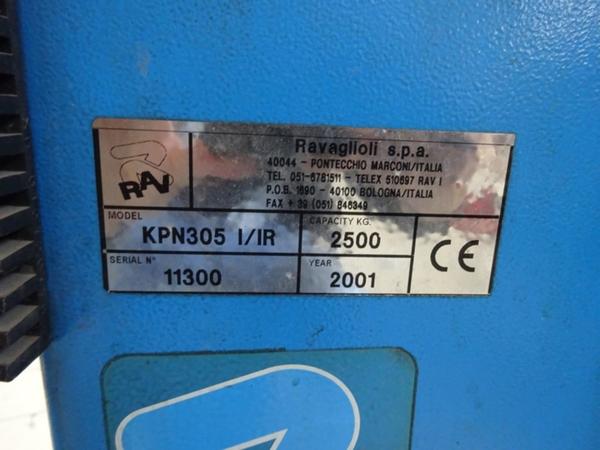 RAV
Ravaglioli s.p.a.
40044 - PONTECCHIO MARCONI/ITALIA
TEL. 051-6781511 - TELEX 510697 RAV I
P.O.B. 1690 - 40100 BOLOGNA/ITALIA
FAX + 39 (051) 846349
MODEL
KPN305 I/IR
CAPACITY KG.
2500
SERIAL N°
11300
YEAR
2001
CE